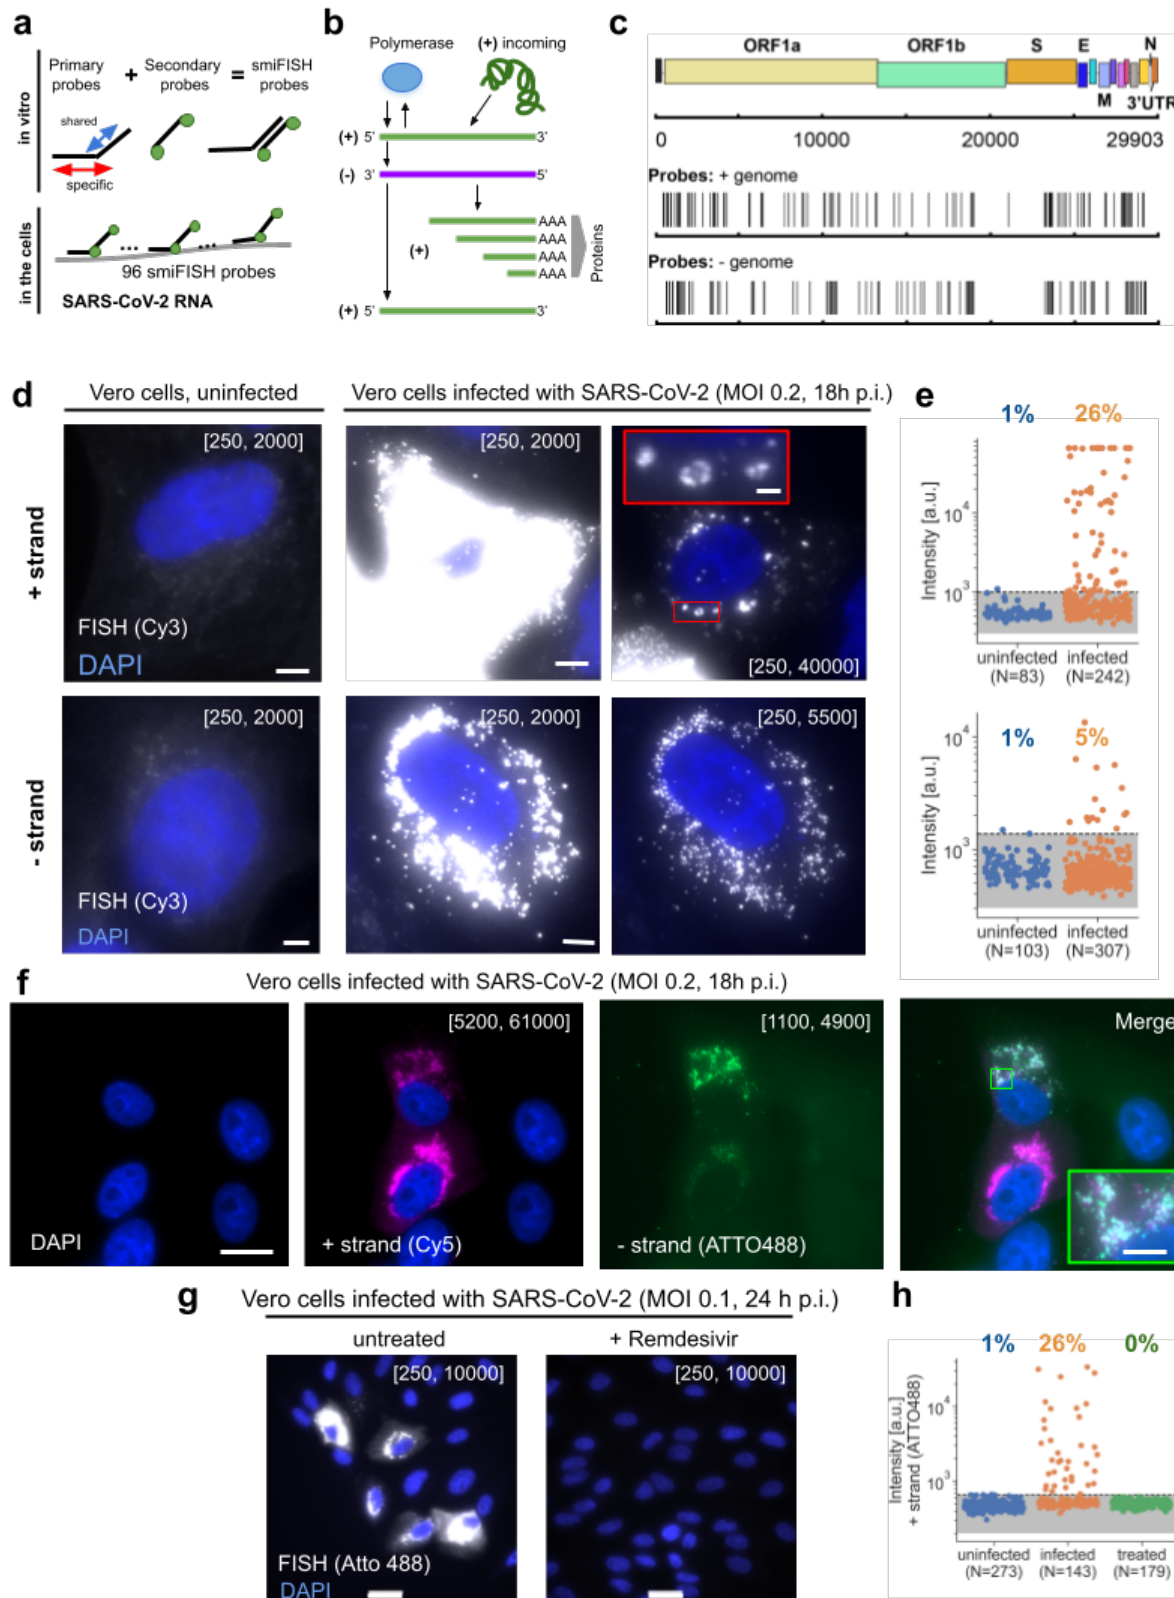 a
in vitro
Primary probes + Secondary probes = smiFISH probes
shared
specific
in the cells
96 smiFISH probes
SARS-CoV-2 RNA
b
Polymerase
(+) incoming
(+) 5' 3'
(-) 3' 5'
AAA
AAA
(+)
AAA
AAA
Proteins
(+) 5' 3'
c
ORF1a ORF1b S E N
M 3'UTR
0 10000 20000 29903
Probes: + genome
Probes: - genome
d
Vero cells, uninfected
Vero cells infected with SARS-CoV-2 (MOI 0.2, 18h p.i.)
+ strand
[250, 2000]
FISH (Cy3)
DAPI
[250, 2000]
[250, 40000]
- strand
[250, 2000]
FISH (Cy3)
DAPI
[250, 2000]
[250, 5500]
e
1% 26%
Intensity [a.u.]
10⁴
10³
uninfected (N=83)
infected (N=242)
1% 5%
Intensity [a.u.]
10⁴
10³
uninfected (N=103)
infected (N=307)
f
Vero cells infected with SARS-CoV-2 (MOI 0.2, 18h p.i.)
DAPI
[5200, 61000]
+ strand (Cy5)
[1100, 4900]
- strand (ATTO488)
Merge
g
Vero cells infected with SARS-CoV-2 (MOI 0.1, 24 h p.i.)
untreated
+ Remdesivir
[250, 10000]
FISH (Atto 488)
DAPI
[250, 10000]
h
1% 26% 0%
Intensity [a.u.]
+ strand (ATTO488)
10⁴
10³
uninfected (N=273)
infected (N=143)
treated (N=179)